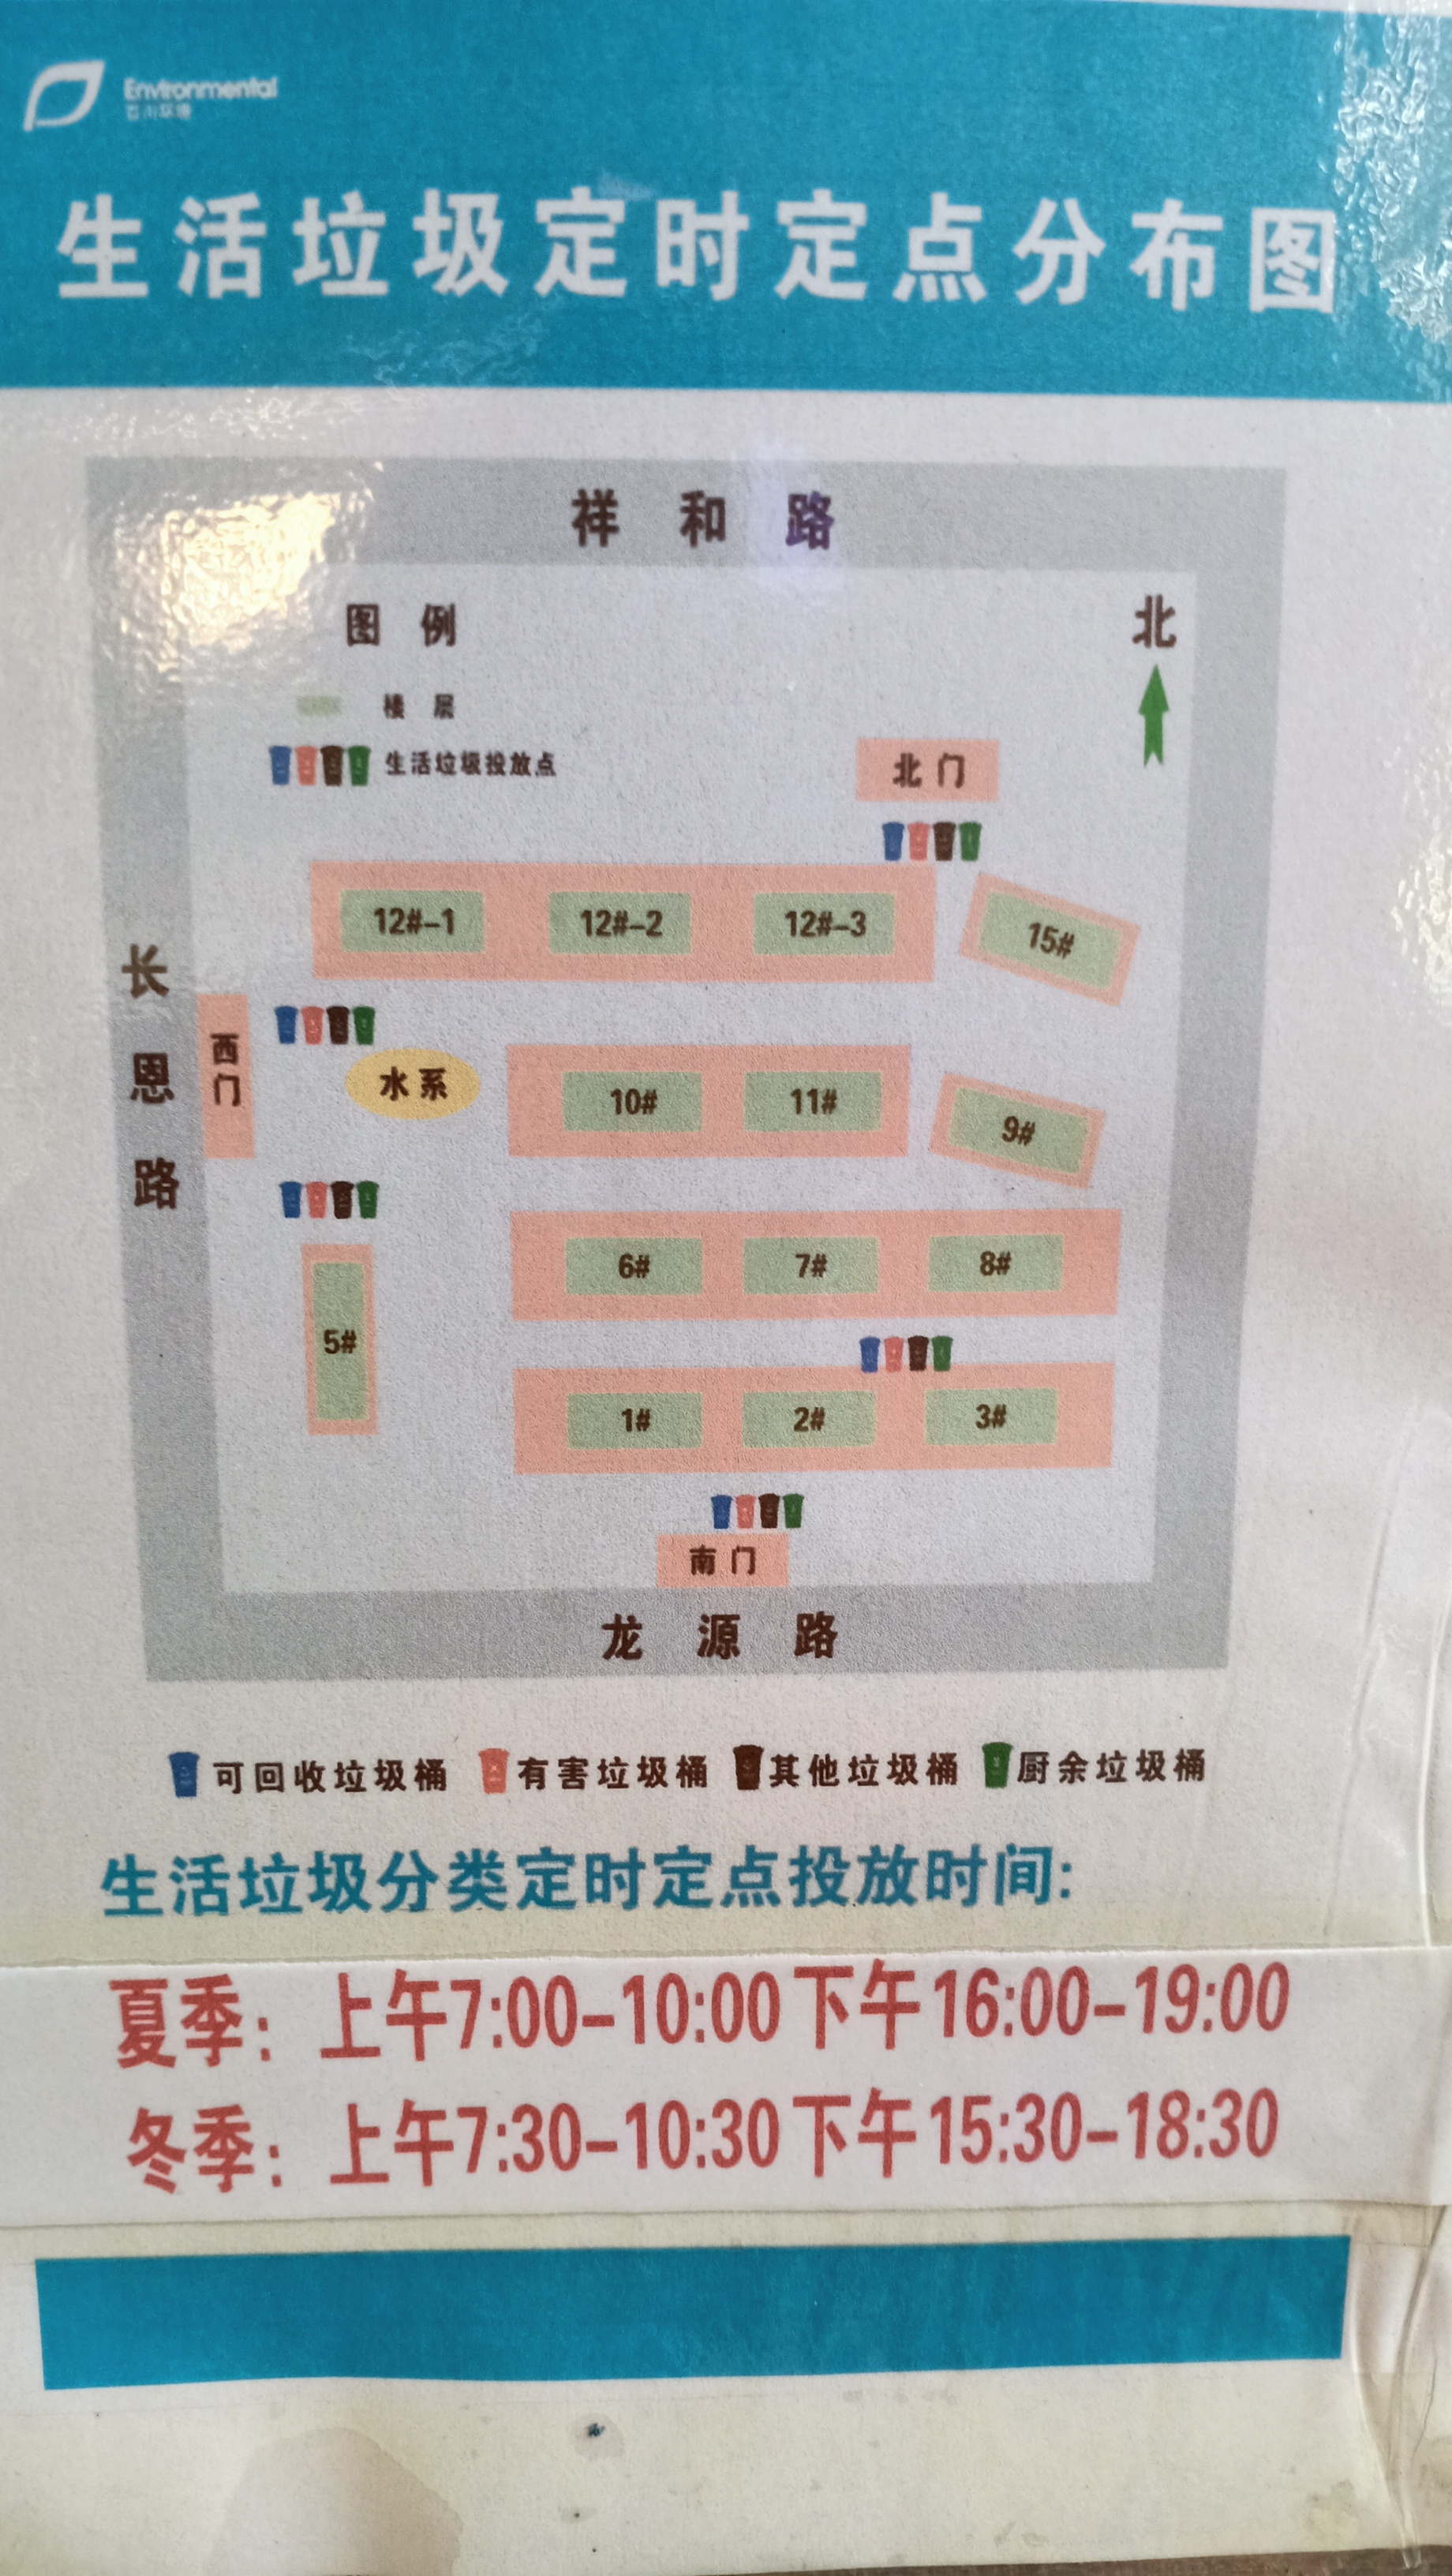 Environmental
生活垃圾定时定点分布图
祥和路
图例
北
楼层
生活垃圾投放点
北门
12#-1
12#-2
12#-3
15#
长恩路
西门
水系
10#
11#
9#
6#
7#
8#
5#
1#
2#
3#
南门
龙源路
可回收垃圾桶 有害垃圾桶 其他垃圾桶 厨余垃圾桶
生活垃圾分类定时定点投放时间:
夏季: 上午7:00-10:00 下午16:00-19:00
冬季: 上午7:30-10:30 下午15:30-18:30